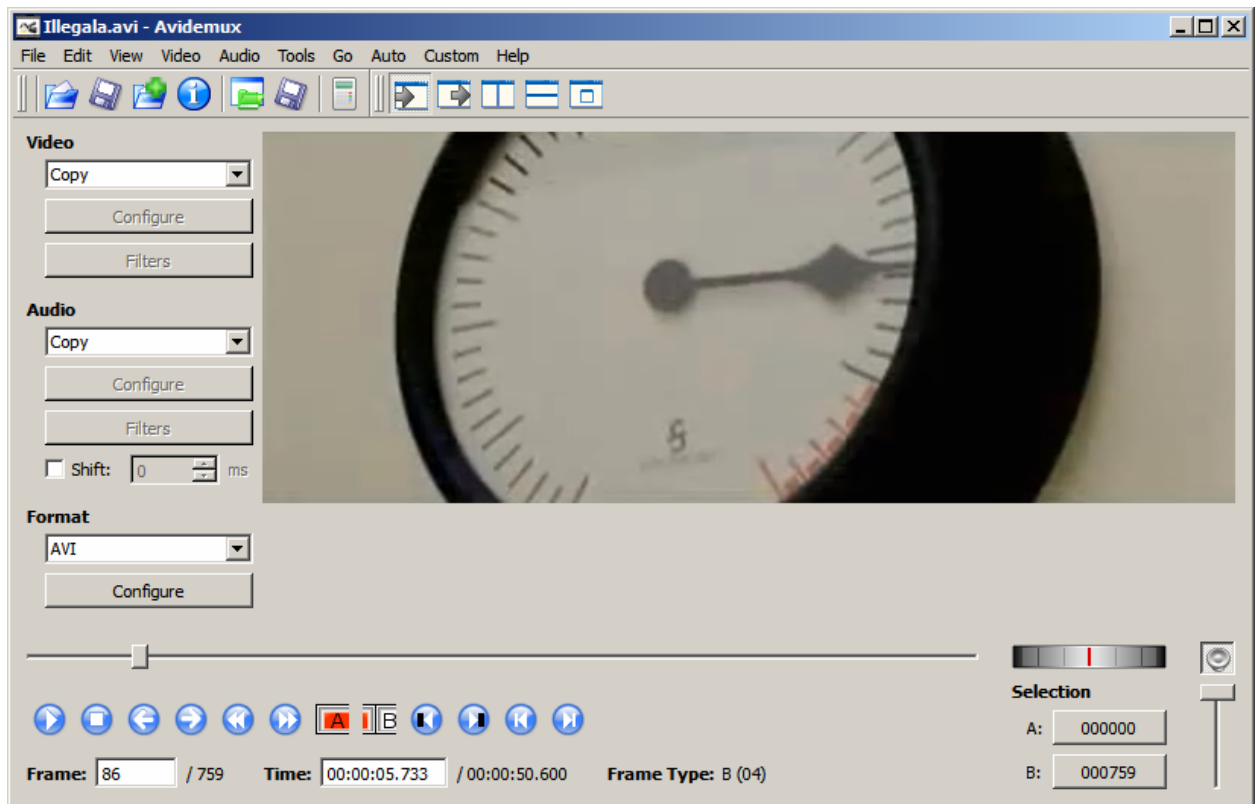 Illegala.avi - Avidemux
File Edit View Video Audio Tools Go Auto Custom Help
Video
Copy
Configure
Filters
Audio
Copy
Configure
Filters
Shift: 0 ms
Format
AVI
Configure
A B
Selection
A: 000000
Frame: 86 / 759 Time: 00:00:05.733 / 00:00:50.600 Frame Type: B (04)
B: 000759